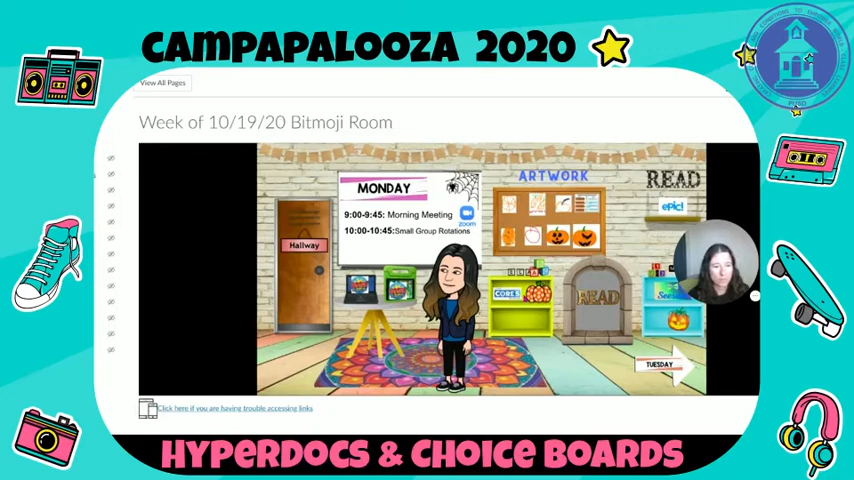 CAMPAPALOOZA 2020
View All Pages
Week of 10/19/20 Bitmoji Room
MONDAY
9:00-9:45: Morning Meeting
zoom
10:00-10:45:Small Group Rotations
Hallway
ARTWORK
READ
epic!
CORE5
READ
TUESDAY
Click here if you are having trouble accessing links
HYPERDOCS & CHOICE BOARDS
PUSD